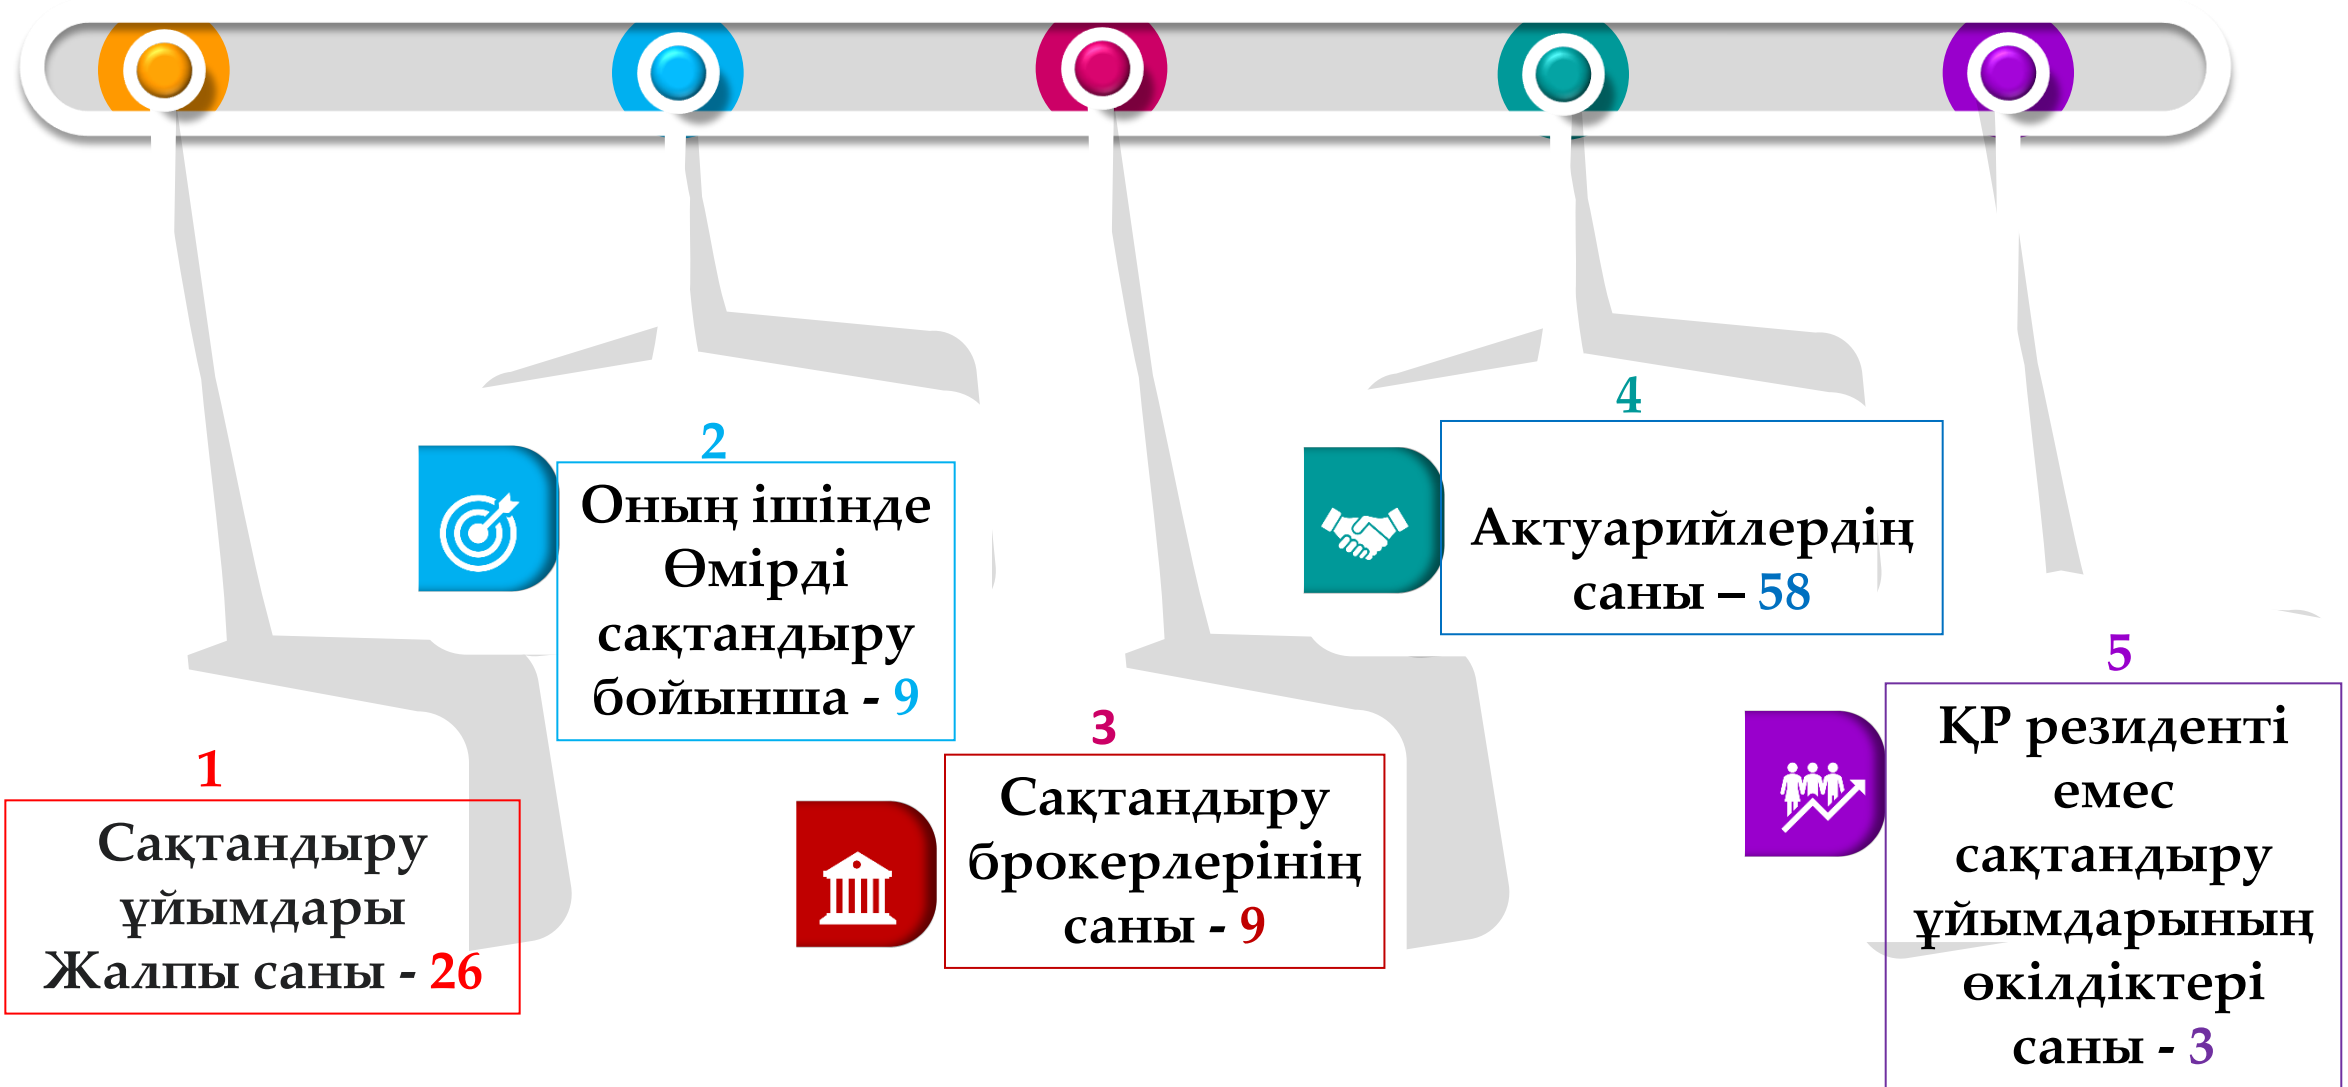 1
Сақтандыру
ұйымдары
Жалпы саны - 26
2
Оның ішінде
Өмірді
сақтандыру
бойынша - 9
3
Сақтандыру
брокерлерінің
саны - 9
4
Актуарийлердің
саны – 58
5
ҚР резиденті
емес
сақтандыру
ұйымдарының
өкілдіктері
саны - 3